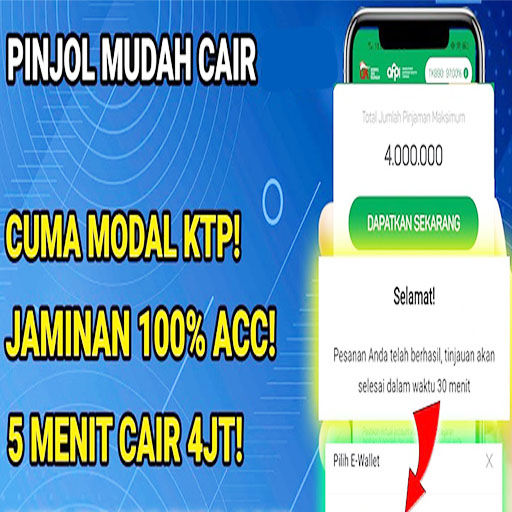 PINJOL MUDAH CAIR
CUMA MODAL KTP!
JAMINAN 100% ACC!
5 MENIT CAIR 4JT!
afpi
Total Jumlah Pinjaman Maksimum
4.000.000
DAPATKAN SEKARANG
Selamat!
Pesanan Anda telah berhasil, tinjauan akan
selesai dalam waktu 30 menit
Pilih E-Wallet